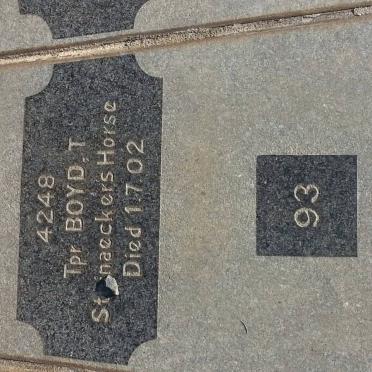 4248
Tpr BOYD. T
Steinaeckers Horse
Died 1.7.02
93